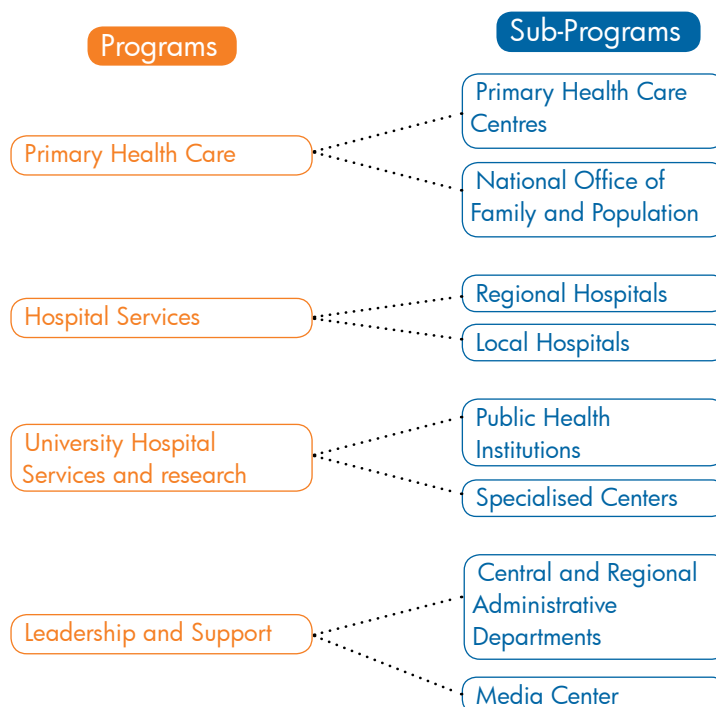 Programs
Sub-Programs
Primary Health Care
Primary Health Care
Centres
National Office of
Family and Population
Hospital Services
Regional Hospitals
Local Hospitals
University Hospital
Services and research
Public Health
Institutions
Specialised Centers
Leadership and Support
Central and Regional
Administrative
Departments
Media Center